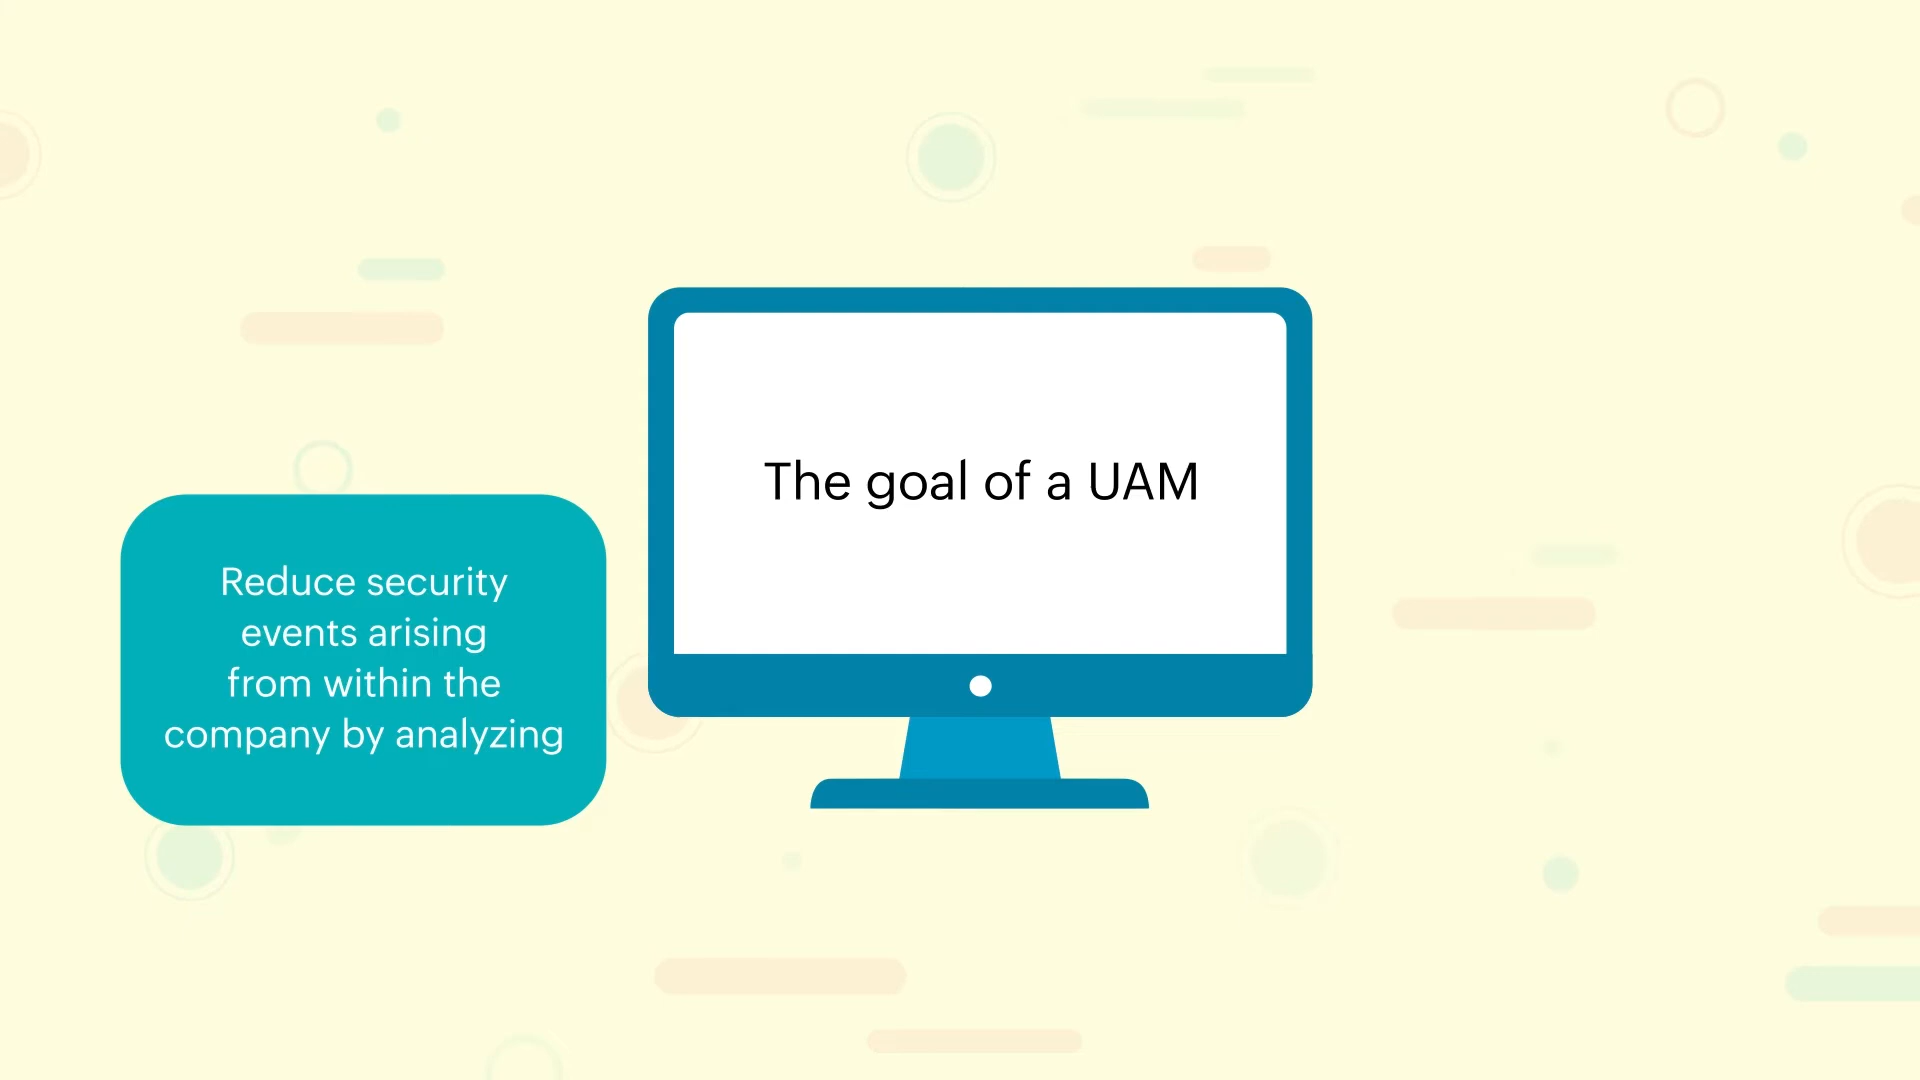 The goal of a UAM
Reduce security
events arising
from within the
company by analyzing